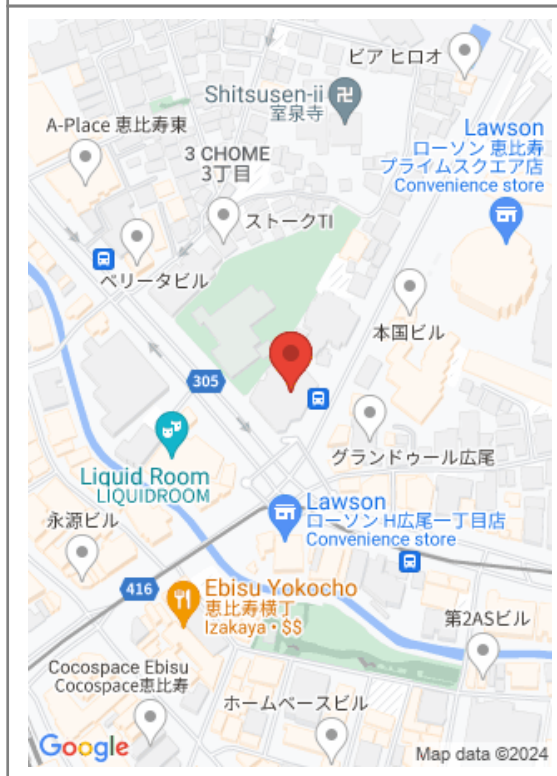 ビア ヒロオ
Shitsusen-ji
室泉寺
A-Place 恵比寿東
Lawson
ローソン 恵比寿
プライムスクエア店
Convenience store
3 CHOME
3丁目
ストークTI
ベリータビル
本国ビル
305
Liquid Room
LIQUIDROOM
グランドゥール広尾
Lawson
ローソン H広尾一丁目店
Convenience store
永源ビル
416
Ebisu Yokocho
恵比寿横丁
Izakaya・$$
第2ASビル
Cocospace Ebisu
Cocospace恵比寿
ホームベースビル
Google
Map data ©2024